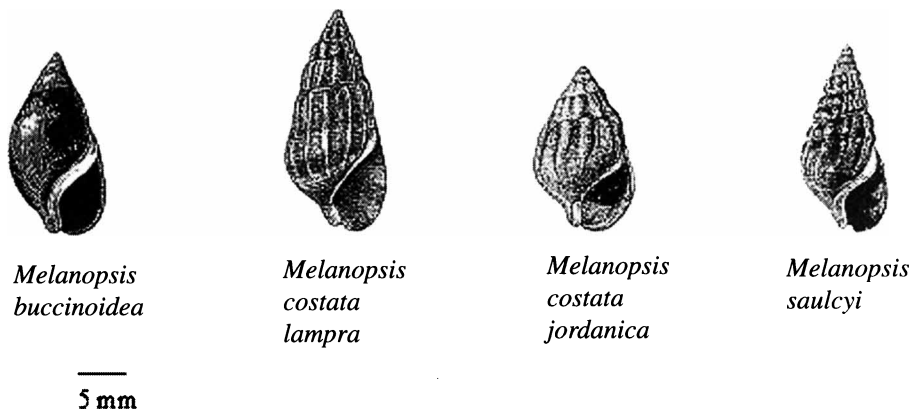 Melanopsis
buccinoidea
Melanopsis
costata
lampra
Melanopsis
costata
jordanica
Melanopsis
saulcyi
5 mm